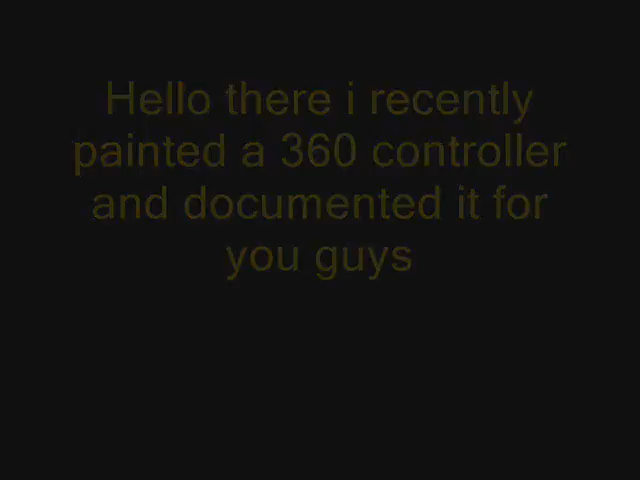 Hello there i recently
painted a 360 controller
and documented it for
you guys